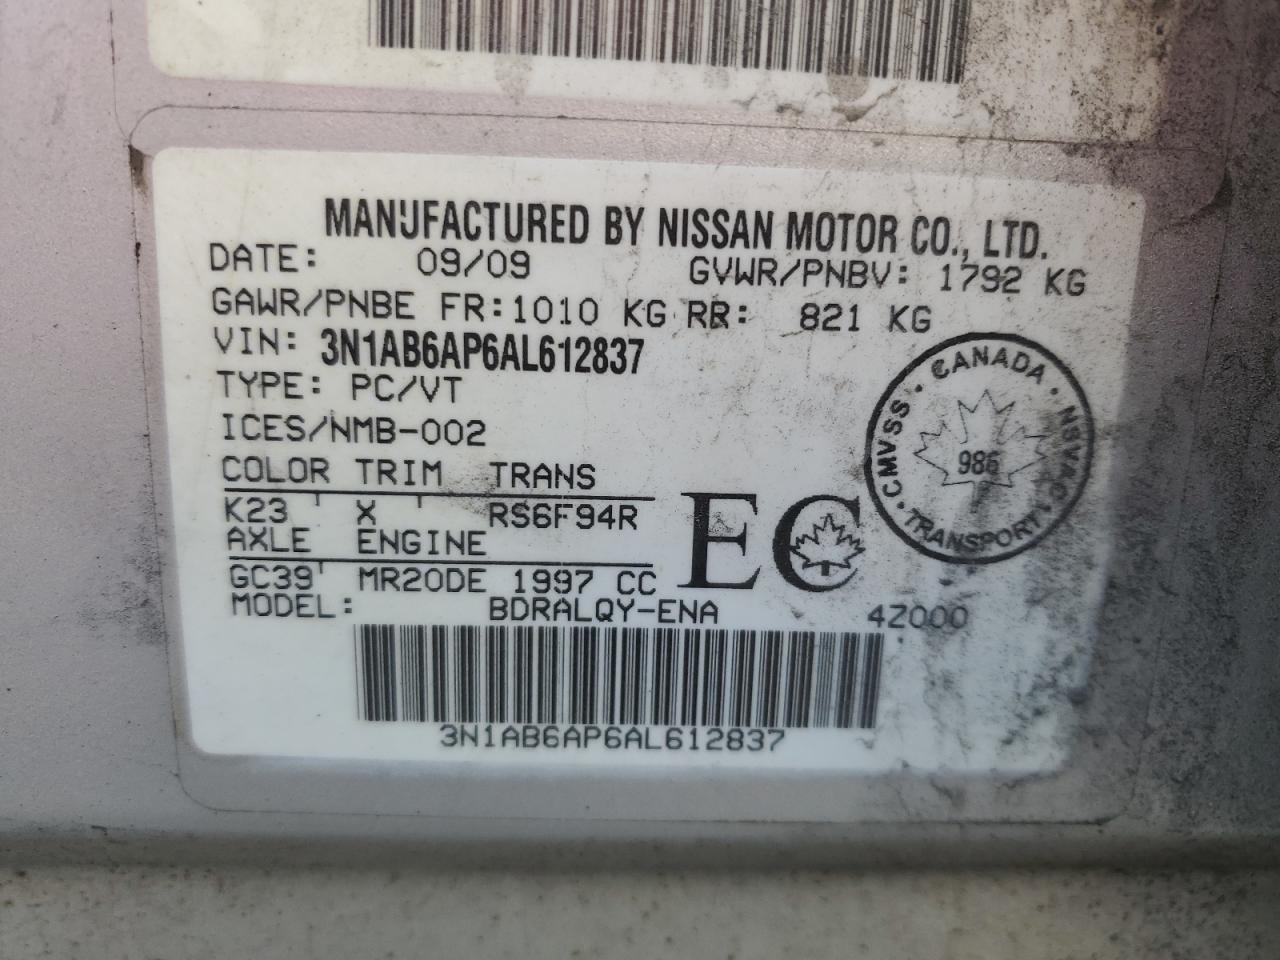 MANUFACTURED BY NISSAN MOTOR CO., LTD.
DATE: 09/09 GVWR/PNBV: 1792 KG
GAWR/PNBE FR:1010 KG RR: 821 KG
VIN: 3N1AB6AP6AL612837
TYPE: PC/VT
ICES/NMB-002
COLOR TRIM TRANS
K23 X RS6F94R
AXLE ENGINE
GC39 MR20DE 1997 CC
MODEL: BDRALQY-ENA 4Z000
EC
CANADA · NSVAC · TRANSPORT · CMVSS ·
986
3N1AB6AP6AL612837